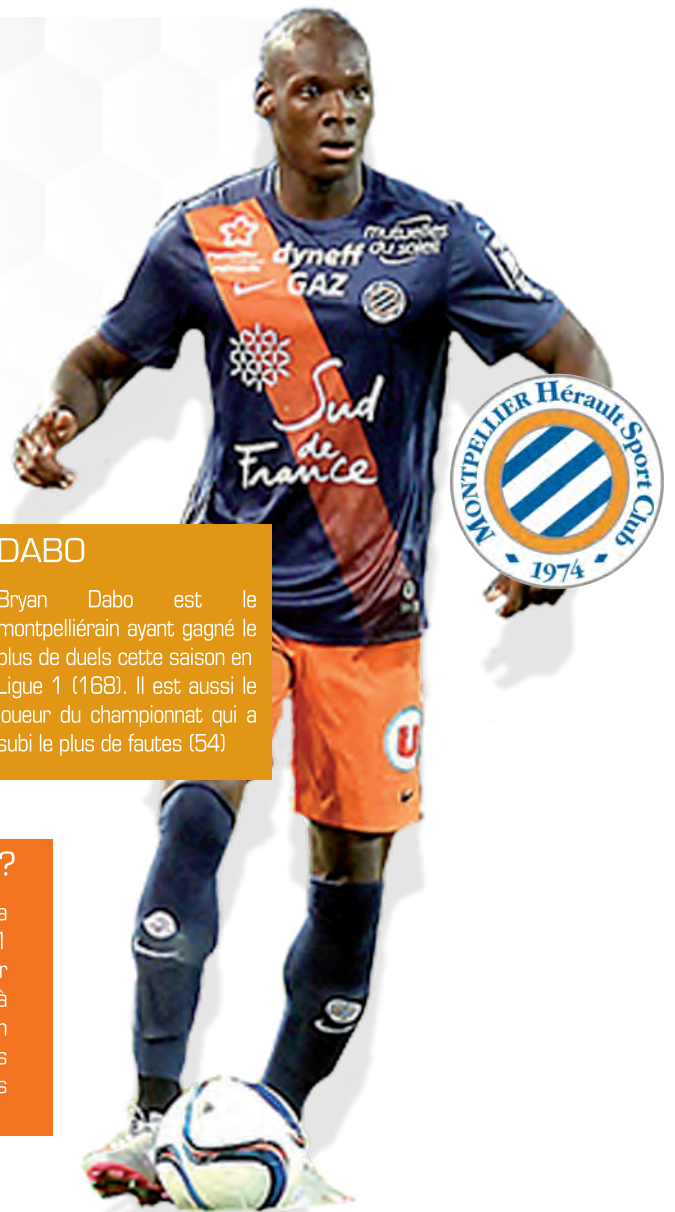 mutuelles
du soleil
dyneff
GAZ
Sud
de
France
MONTPELLIER Hérault Sport Club
1974
U
DABO
Bryan Dabo est le
montpelliérain ayant gagné le
plus de duels cette saison en
Ligue 1 (168). Il est aussi le
joueur du championnat qui a
subi le plus de fautes (54)
?
a
1
r
à
n
s
s